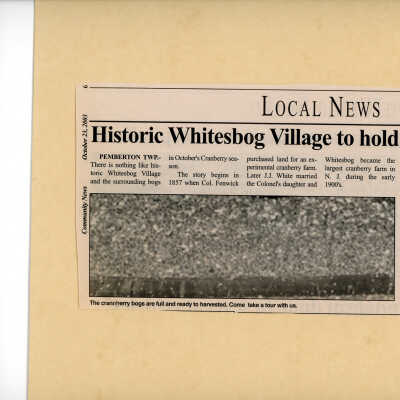 6
October 23, 2003
Community News
LOCAL NEWS
Historic Whitesbog Village to hold
PEMBERTON TWP.-
There is nothing like his-
toric Whitesbog Village
and the surrounding bogs
in October's Cranberry sea-
son.
The story begins in
1857 when Col. Fenwick
purchased land for an ex-
perimental cranberry farm.
Later J.J. White married
the Colonel's daughter and
Whitesbog became the
largest cranberry farm in
N. J. during the early
1900's.
The crannherry bogs are full and ready to harvested. Come take a tour with us.